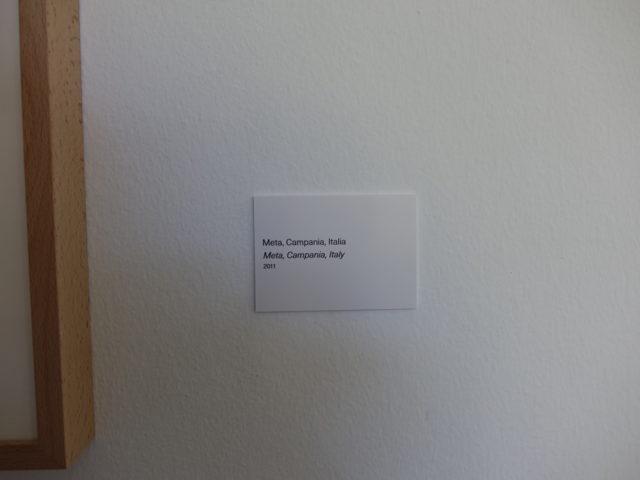 Meta, Campania, Italia
Meta, Campania, Italy
2011